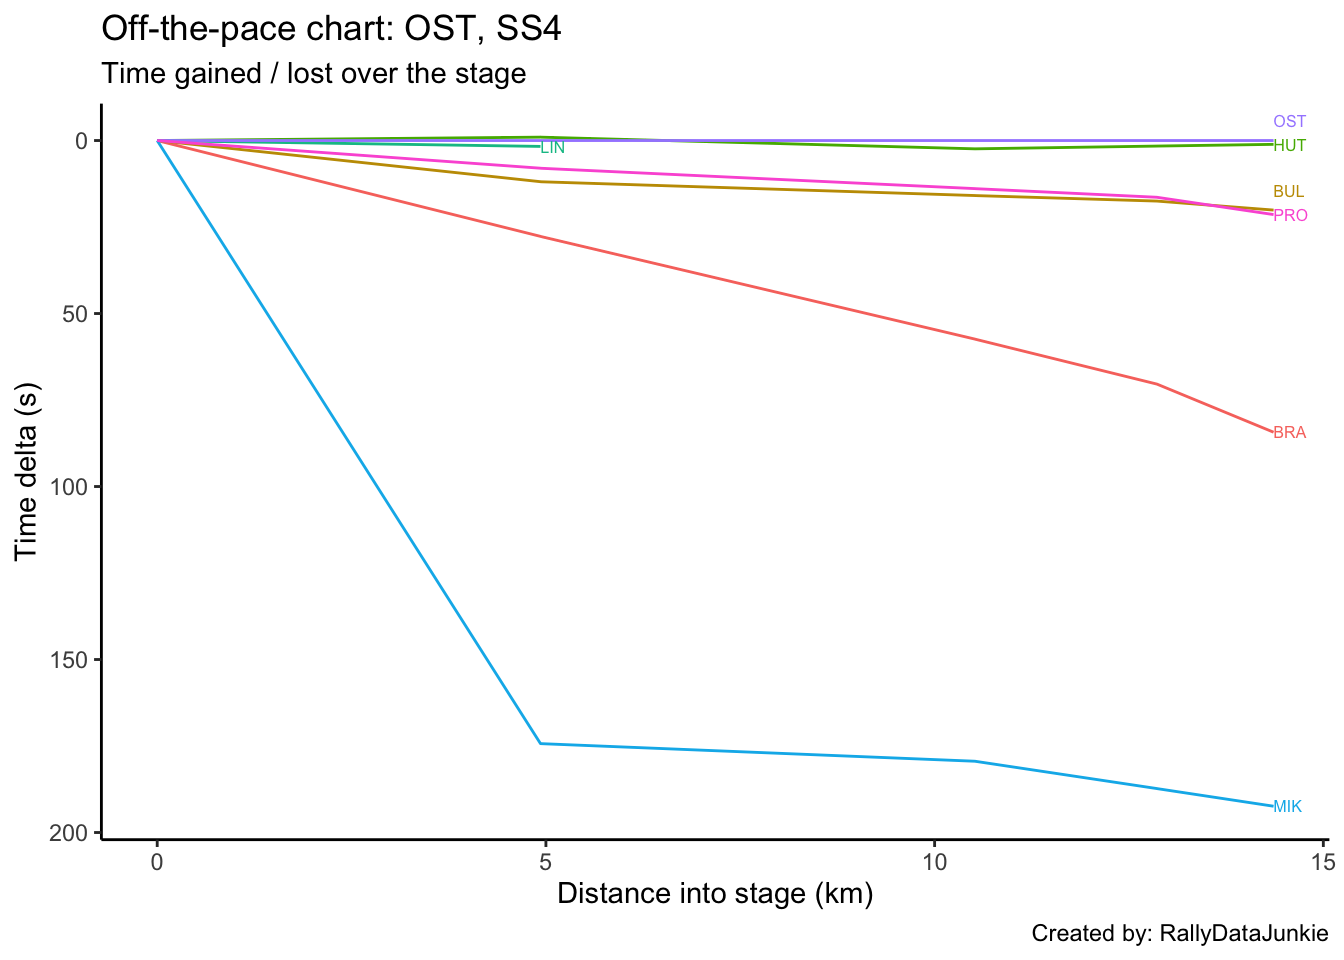 Off-the-pace chart: OST, SS4
Time gained / lost over the stage
OST
0
LIN
HUT
BUL
PRO
50
BRA
100
150
MIK
200
Time delta (s)
0 5 10 15
Distance into stage (km)
Created by: RallyDataJunkie